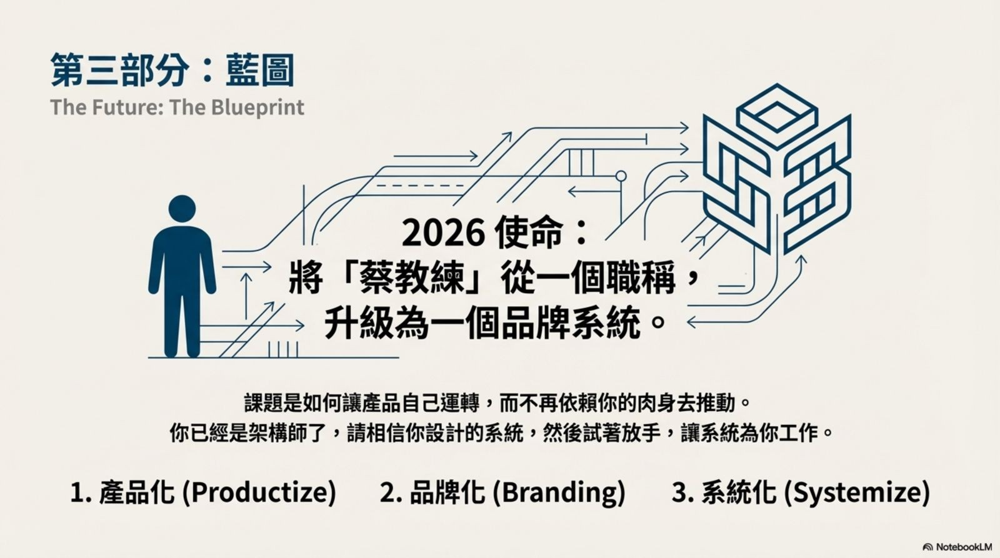 第三部分：藍圖
The Future: The Blueprint
2026 使命：
將「蔡教練」從一個職稱，
升級為一個品牌系統。
課題是如何讓產品自己運轉，而不再依賴你的肉身去推動。
你已經是架構師了，請相信你設計的系統，然後試著放手，讓系統為你工作。
1. 產品化 (Productize)
2. 品牌化 (Branding)
3. 系統化 (Systemize)
NotebookLM